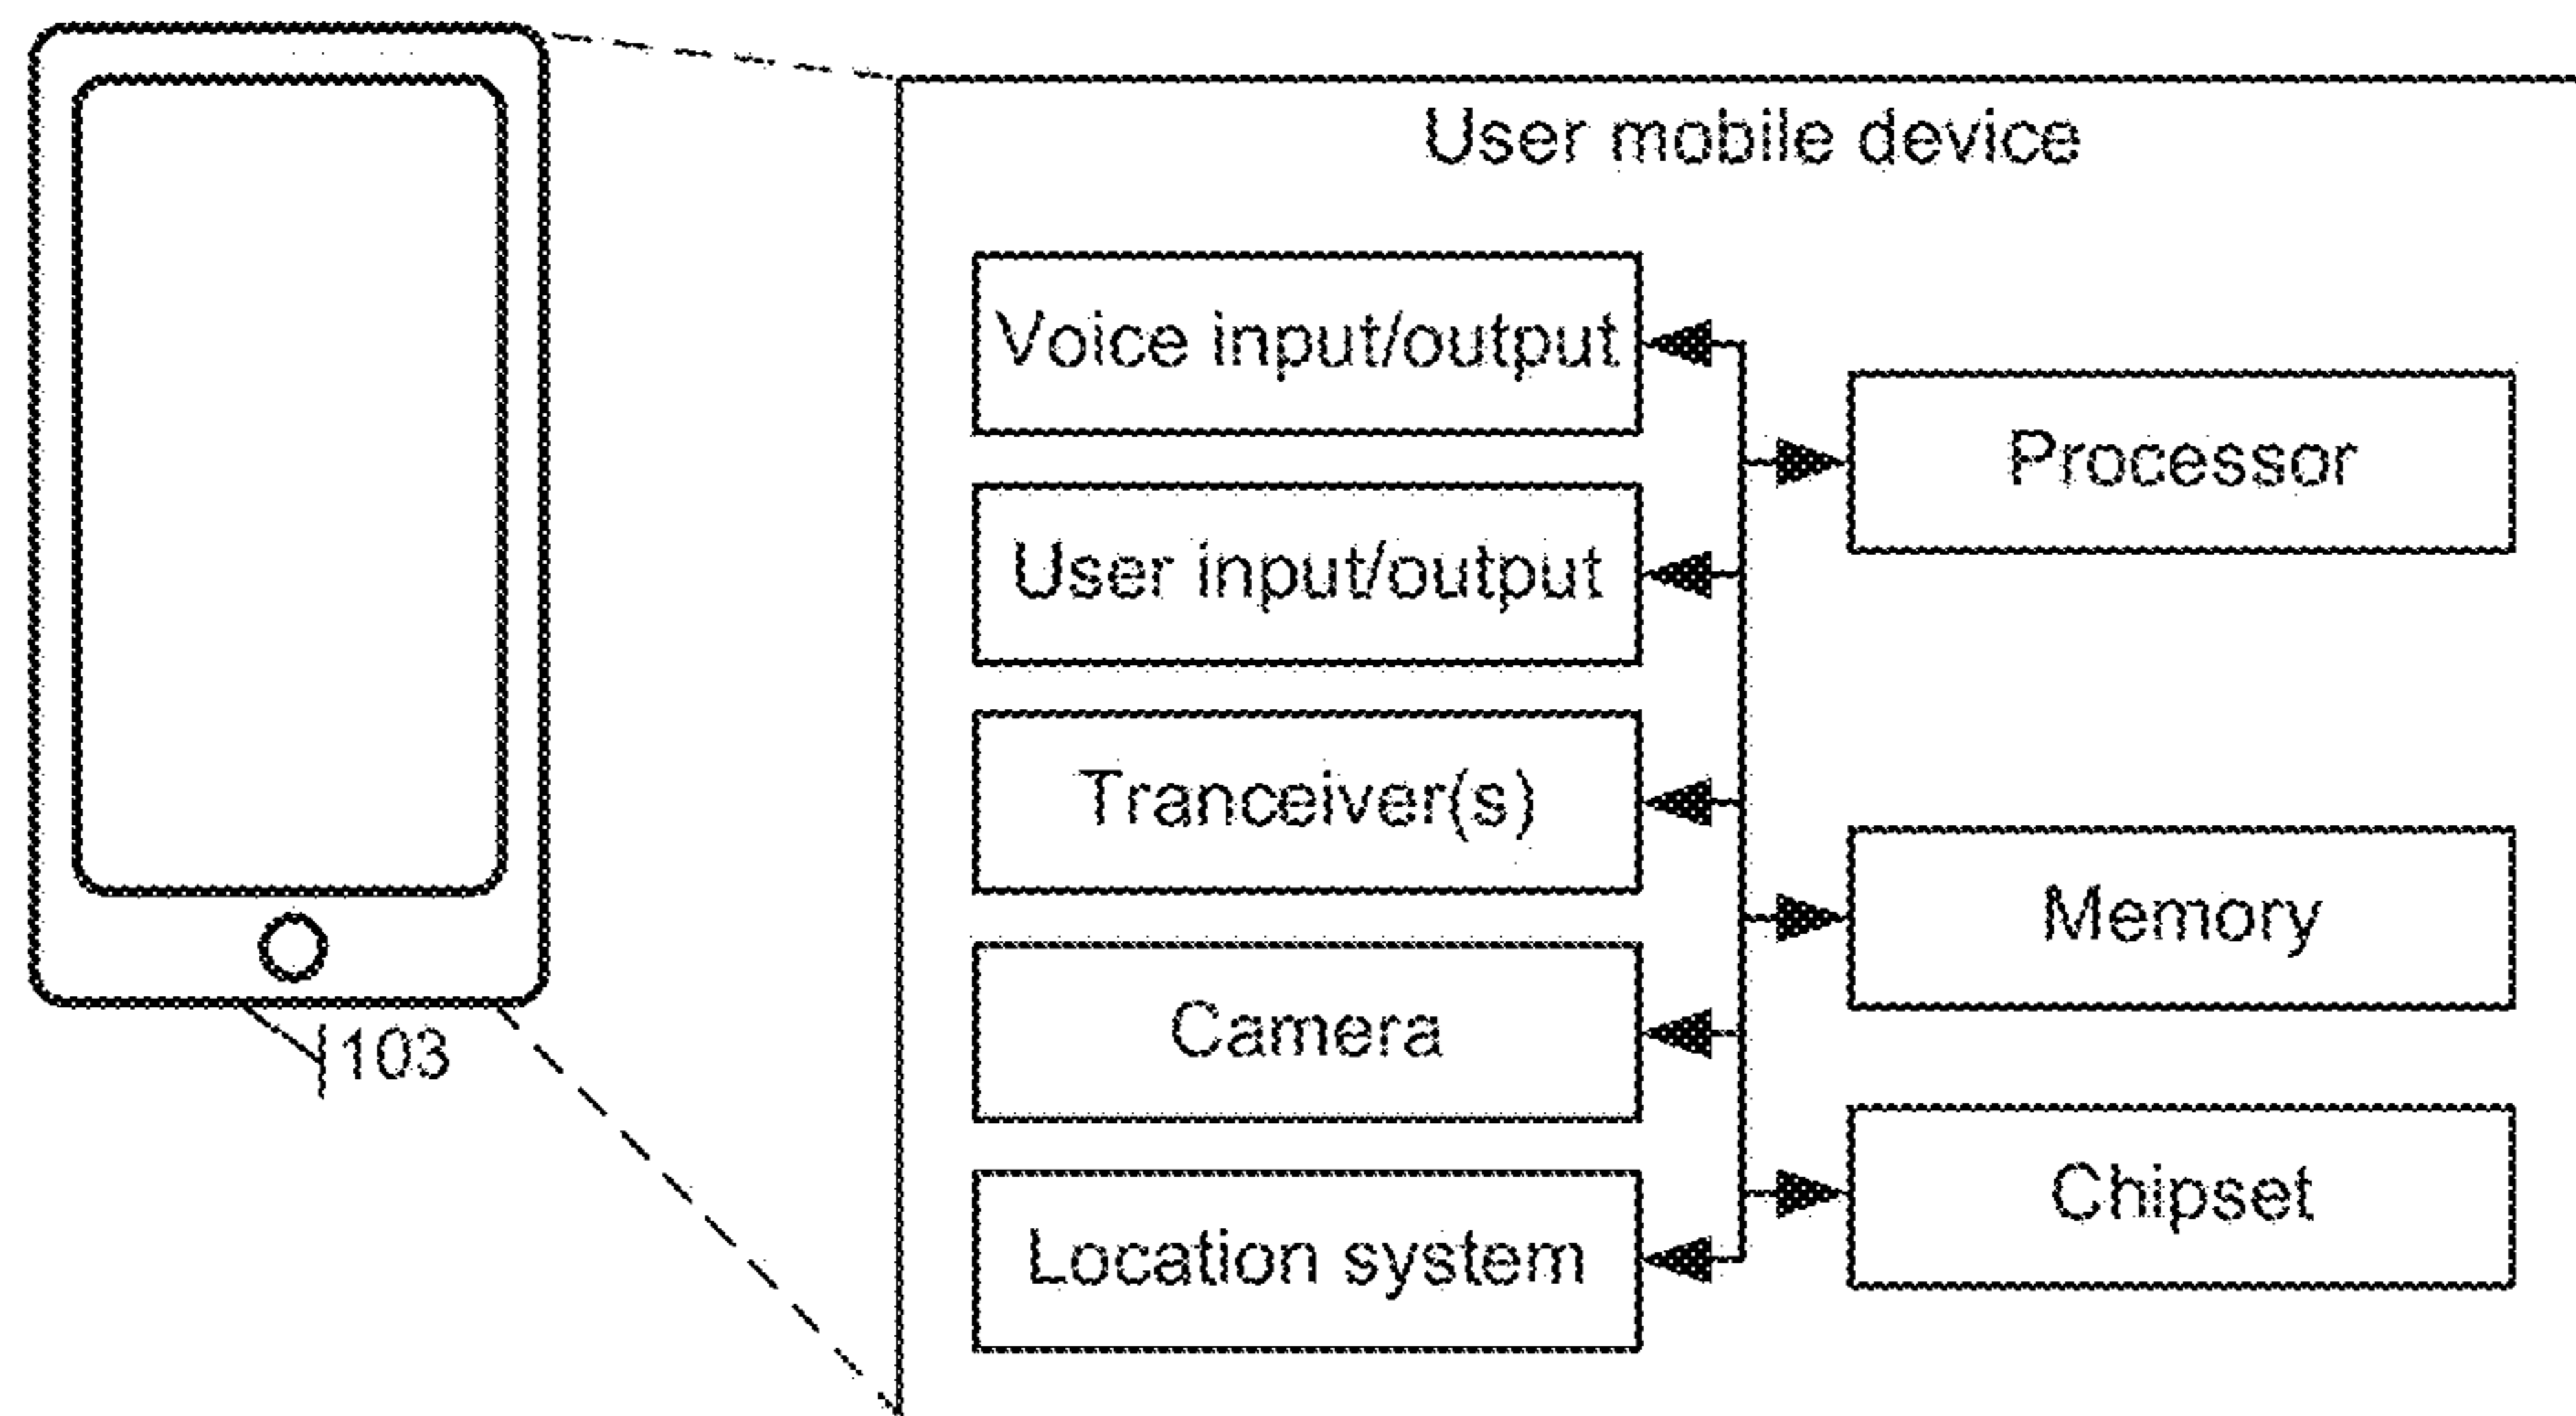 User mobile device
Voice input/output
Processor
User input/output
Tranceiver(s)
Memory
Camera
103
Chipset
Location system